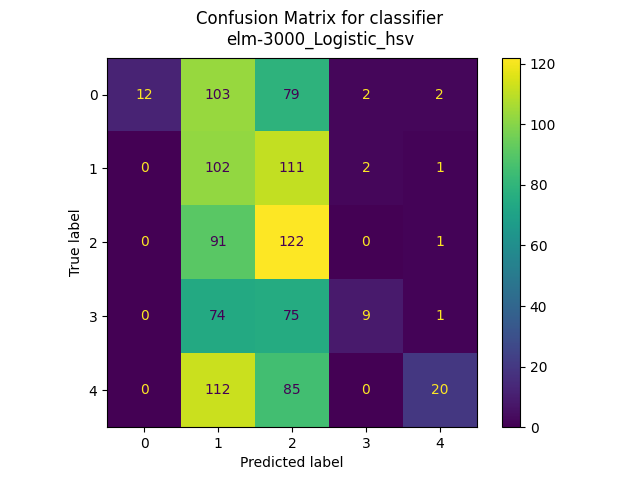 Confusion Matrix for classifier
elm-3000_Logistic_hsv
True label
0 12 103 79 2 2
1 0 102 111 2 1
2 0 91 122 0 1
3 0 74 75 9 1
4 0 112 85 0 20
0 1 2 3 4
Predicted label
120
100
80
60
40
20
0